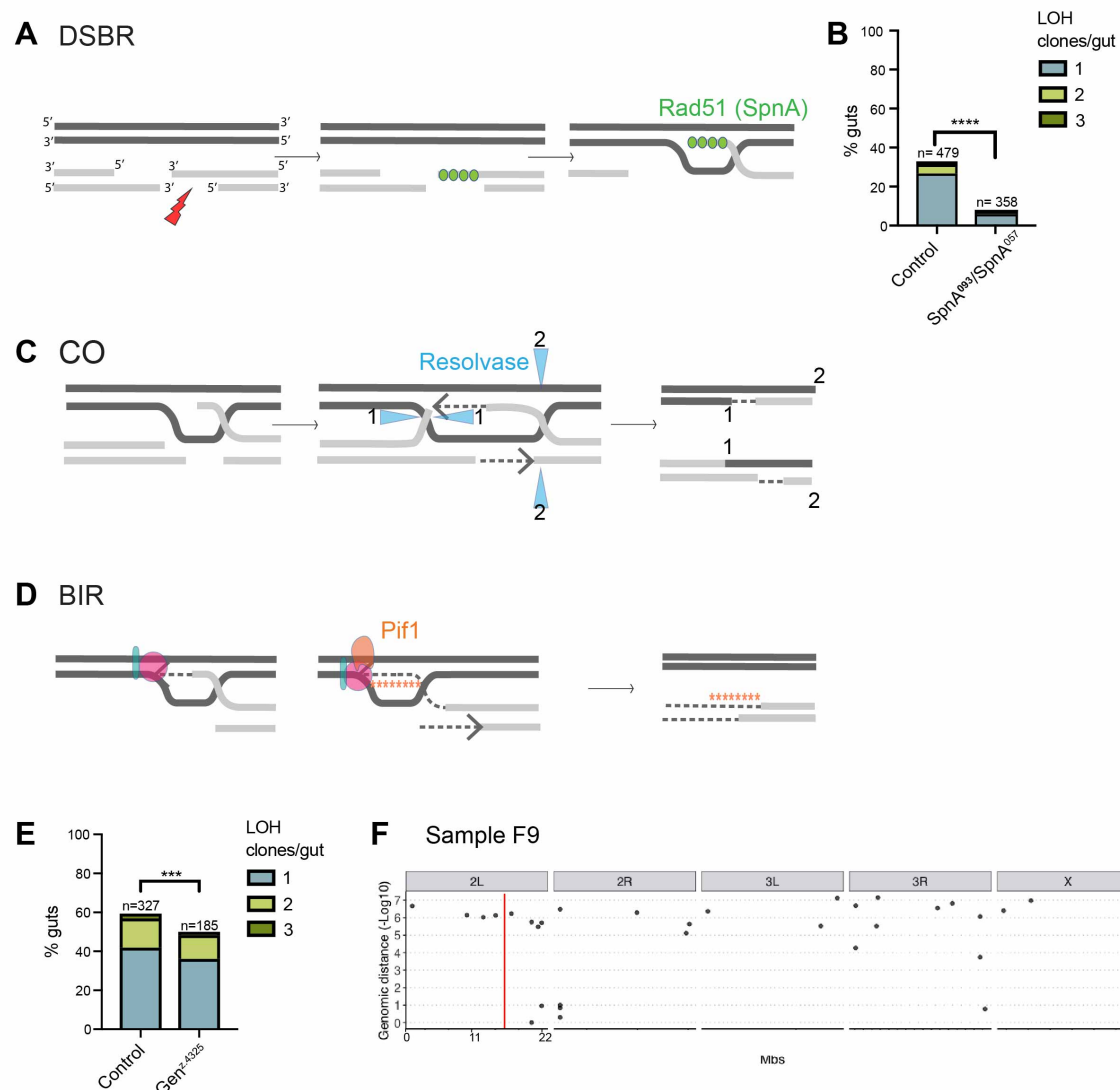 A DSBR
5’ 3’
3’ 5’
3’ 5’ 3’
5’ 3’ 5’ 3’
Rad51 (SpnA)
B
LOH
clones/gut
1
2
3
% guts
100
80
60
40
20
0
****
n= 479
n= 358
Control
SpnA⁰⁹³/SpnA⁰⁵⁷
C CO
Resolvase
2
1 1
2
2
1
1
2
D BIR
Pif1
********
********
E
LOH
clones/gut
1
2
3
% guts
100
80
60
40
20
0
***
n=327
n=185
Control
Genᶻ·⁴³²⁵
F Sample F9
2L 2R 3L 3R X
Genomic distance (-Log10)
7
6
5
4
3
2
1
0
0 11 22
Mbs